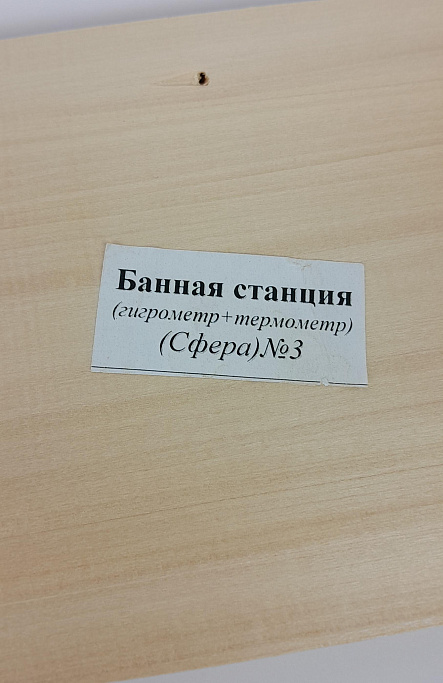 Банная станция
(гигрометр+термометр)
(Сфера)№3